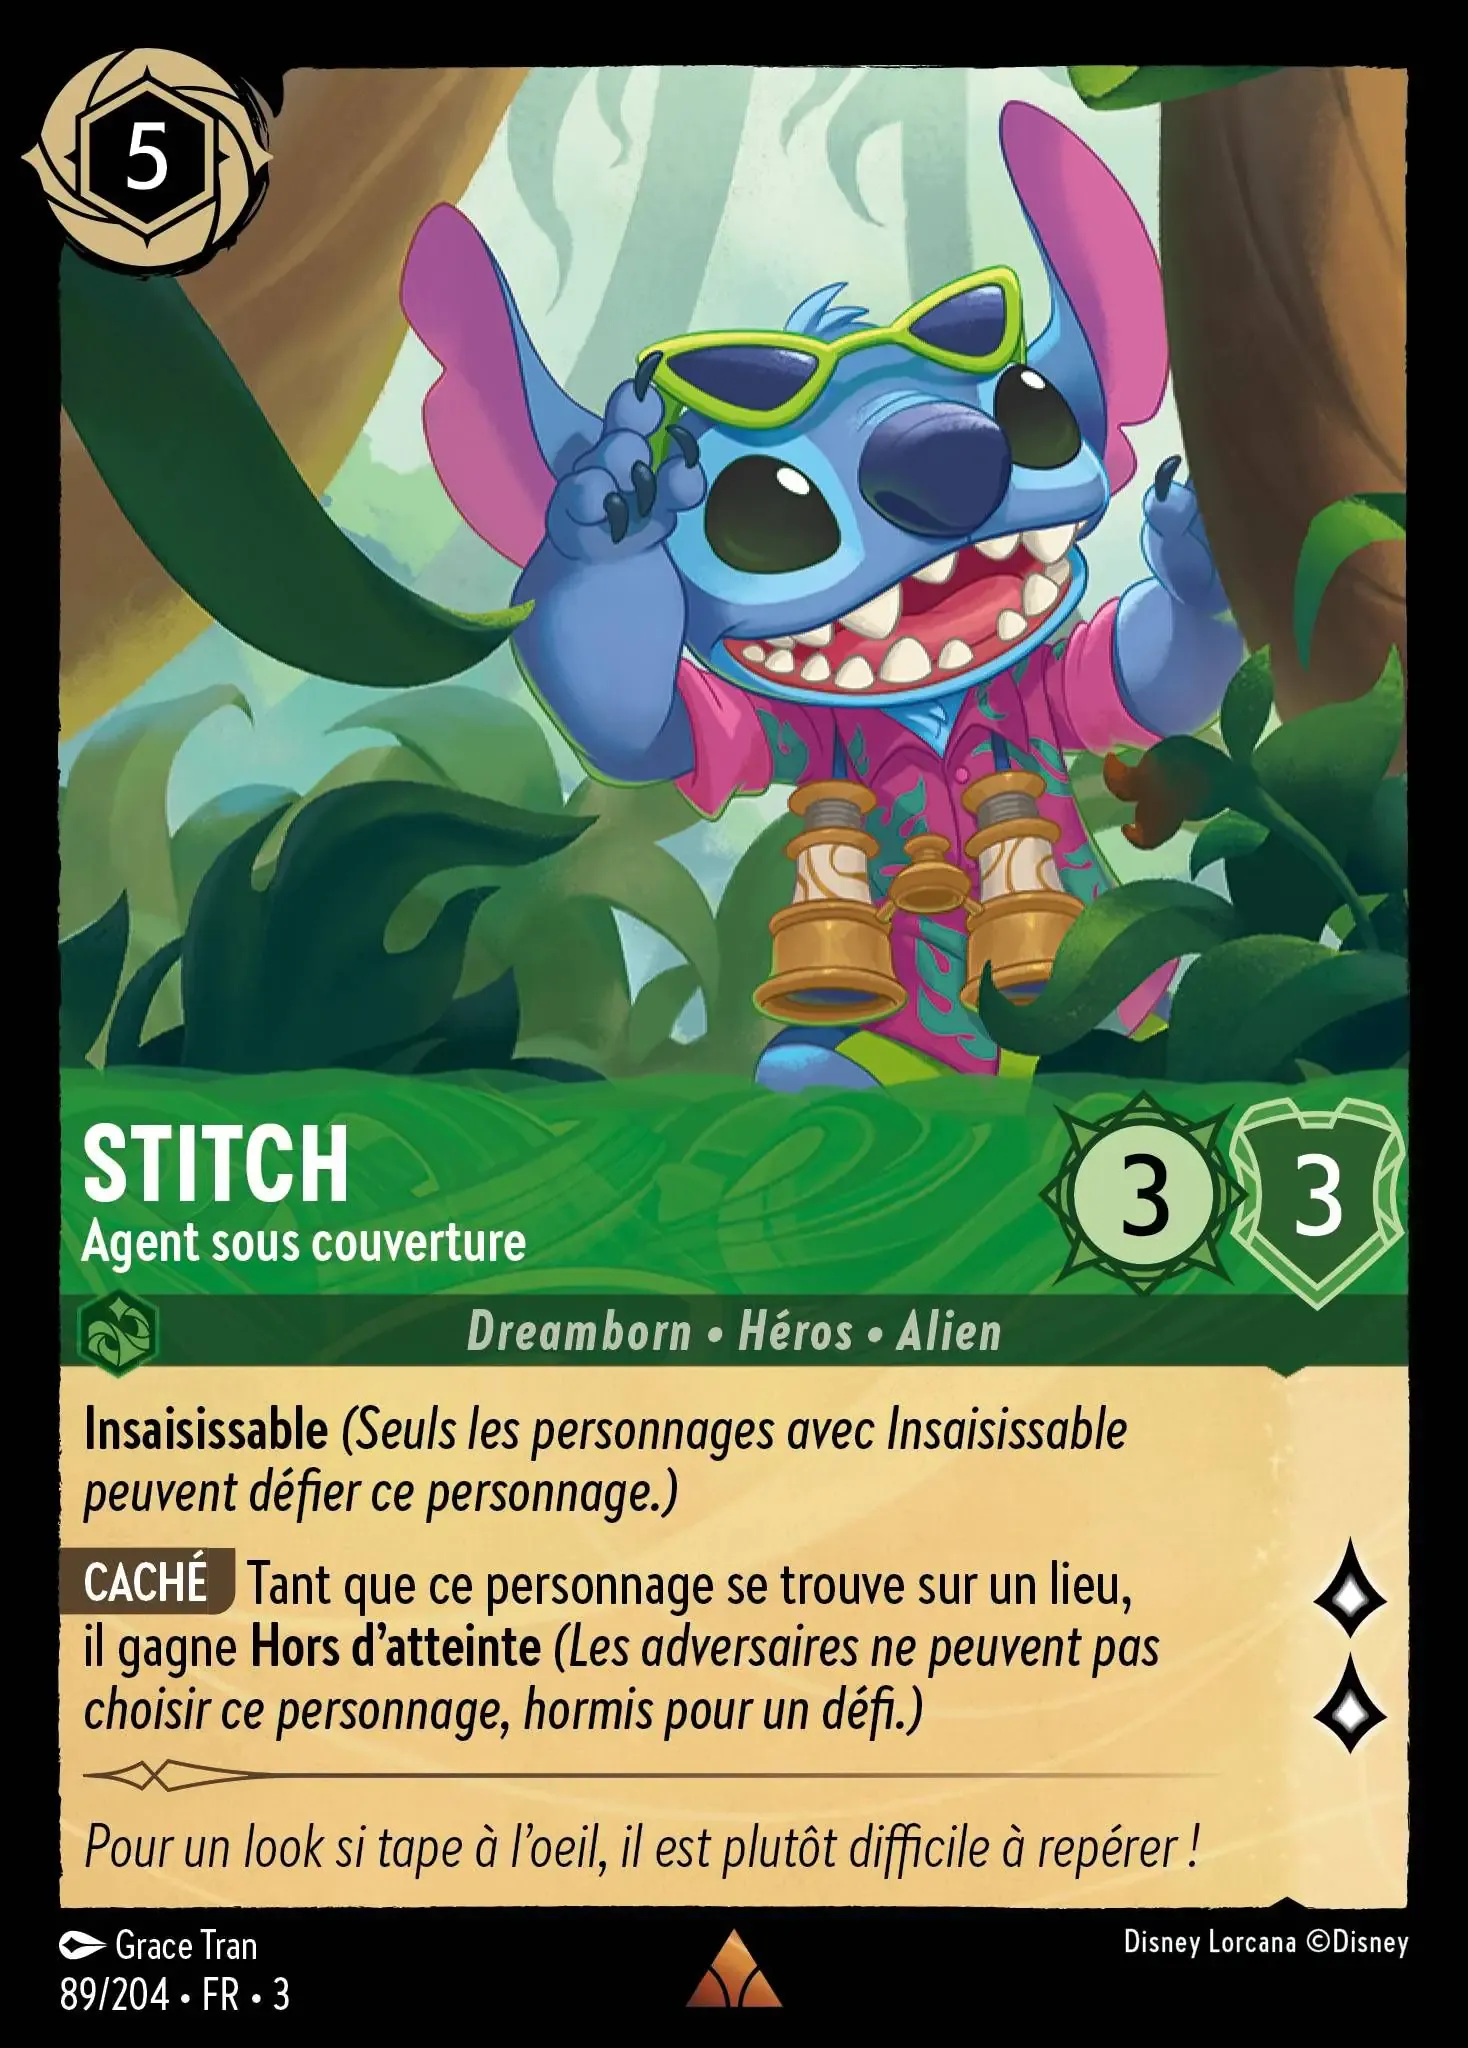 5
STITCH
Agent sous couverture
3
3
Dreamborn • Héros • Alien
Insaisissable (Seuls les personnages avec Insaisissable
peuvent défier ce personnage.)
CACHÉ Tant que ce personnage se trouve sur un lieu,
il gagne Hors d’atteinte (Les adversaires ne peuvent pas
choisir ce personnage, hormis pour un défi.)
Pour un look si tape à l’oeil, il est plutôt difficile à repérer !
Grace Tran
89/204 • FR • 3
Disney Lorcana ©Disney